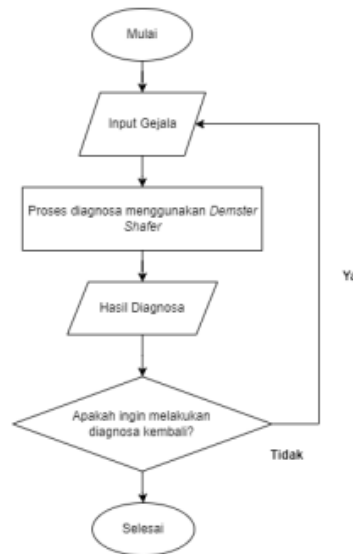 Mulai
Input Gejala
Proses diagnosa menggunakan Demster
Shafer
Hasil Diagnosa
Ya
Apakah ingin melakukan
diagnosa kembali?
Tidak
Selesai